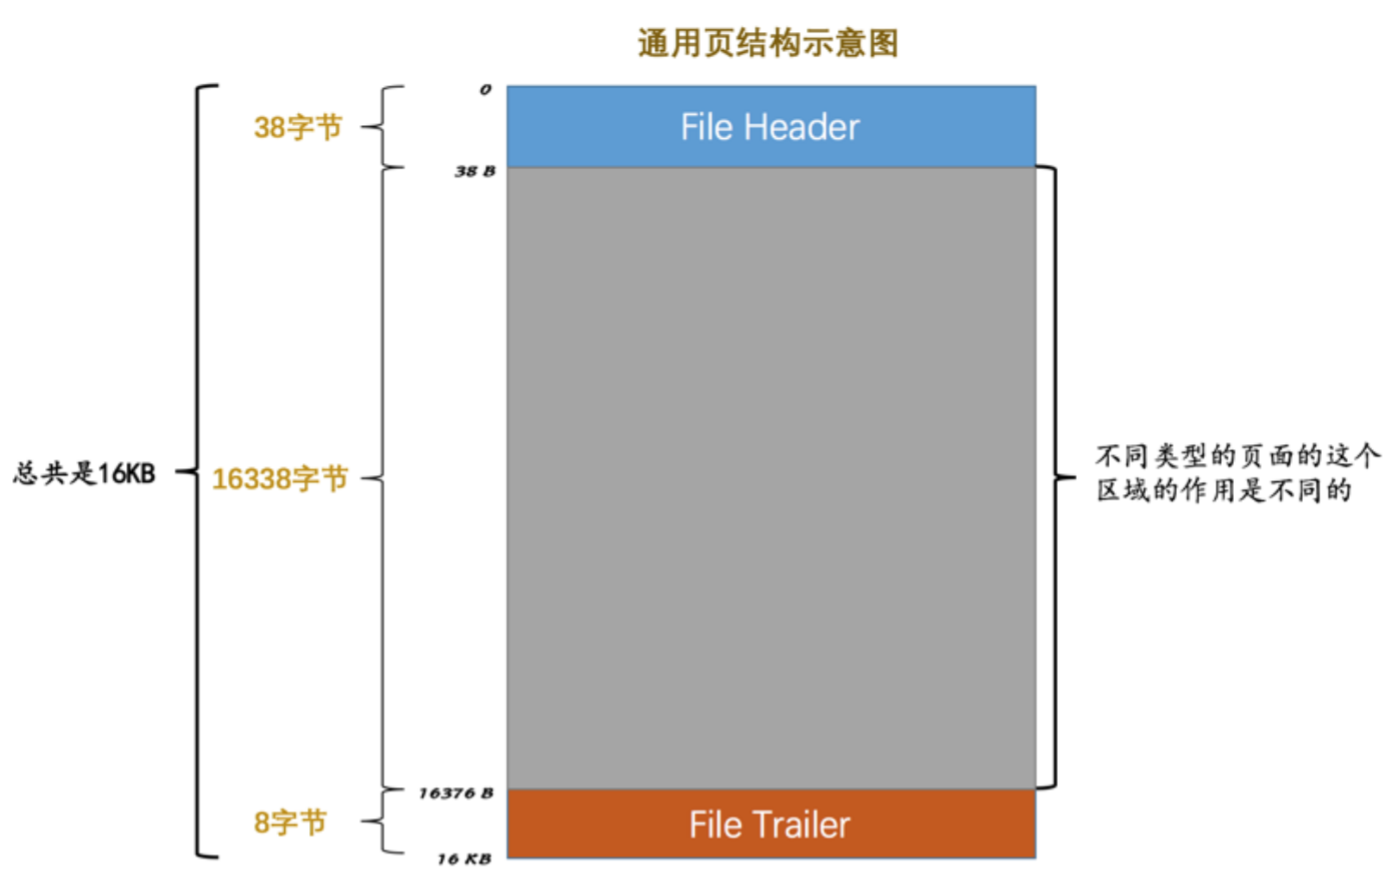 通用页结构示意图
0
38字节
File Header
38 B
总共是16KB
16338字节
不同类型的页面的这个
区域的作用是不同的
16376 B
8字节
File Trailer
16 KB